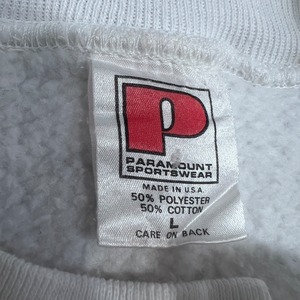 P
PARAMOUNT
SPORTSWEAR
MADE IN U.S.A.
50% POLYESTER
50% COTTON
L
CARE ON BACK